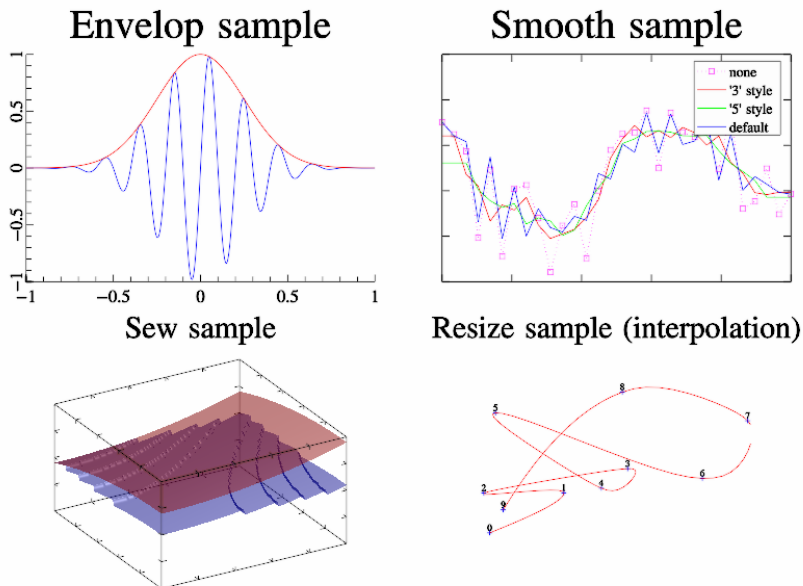 Envelop sample
Smooth sample
1
0.5
0
−0.5
−1
−1
−0.5
0
0.5
1
none
'3' style
'5' style
default
Sew sample
Resize sample (interpolation)
8
5
7
3
6
2
1
4
9
0